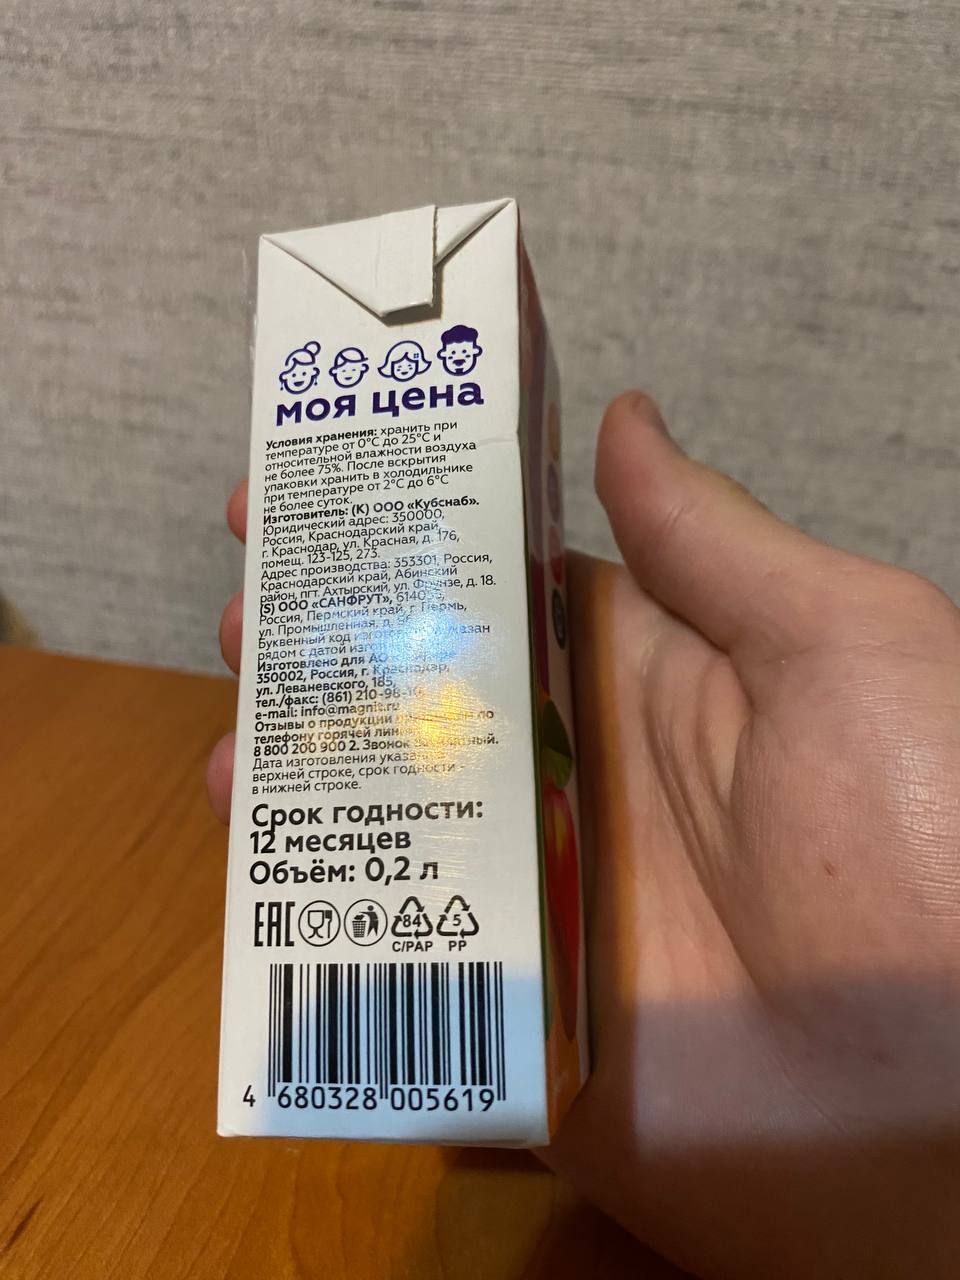 моя цена
Условия хранения: хранить при
температуре от 0°С до 25°С и
относительной влажности воздуха
не более 75%. После вскрытия
упаковки хранить в холодильнике
при температуре от 2°С до 6°С
не более суток.
Изготовитель: (К) ООО «Кубснаб».
Юридический адрес: 350000,
Россия, Краснодарский край,
г. Краснодар, ул. Красная, д. 176,
помещ. 123-125, 273.
Адрес производства: 353301, Россия,
Краснодарский край, Абинский
район, пгт. Ахтырский, ул. Фрунзе, д. 18.
(S) ООО «САНФРУТ»,
Россия, Пермский край, г. Пермь,
ул. Промышленная, д.
Буквенный код указан
рядом с датой
Изготовлено для АО
350002, Россия, г. Краснодар,
ул. Леваневского, 185,
тел./факс: (861)
e-mail: info@magnit.ru
Отзывы о продукции по
телефону горячей
8 800 200 900 2. Звонок
Дата изготовления
верхней строке, срок годности -
в нижней строке.
Срок годности:
12 месяцев
Объём: 0,2 л
EAC
84 5
C/PAP PP
4 680328 005619